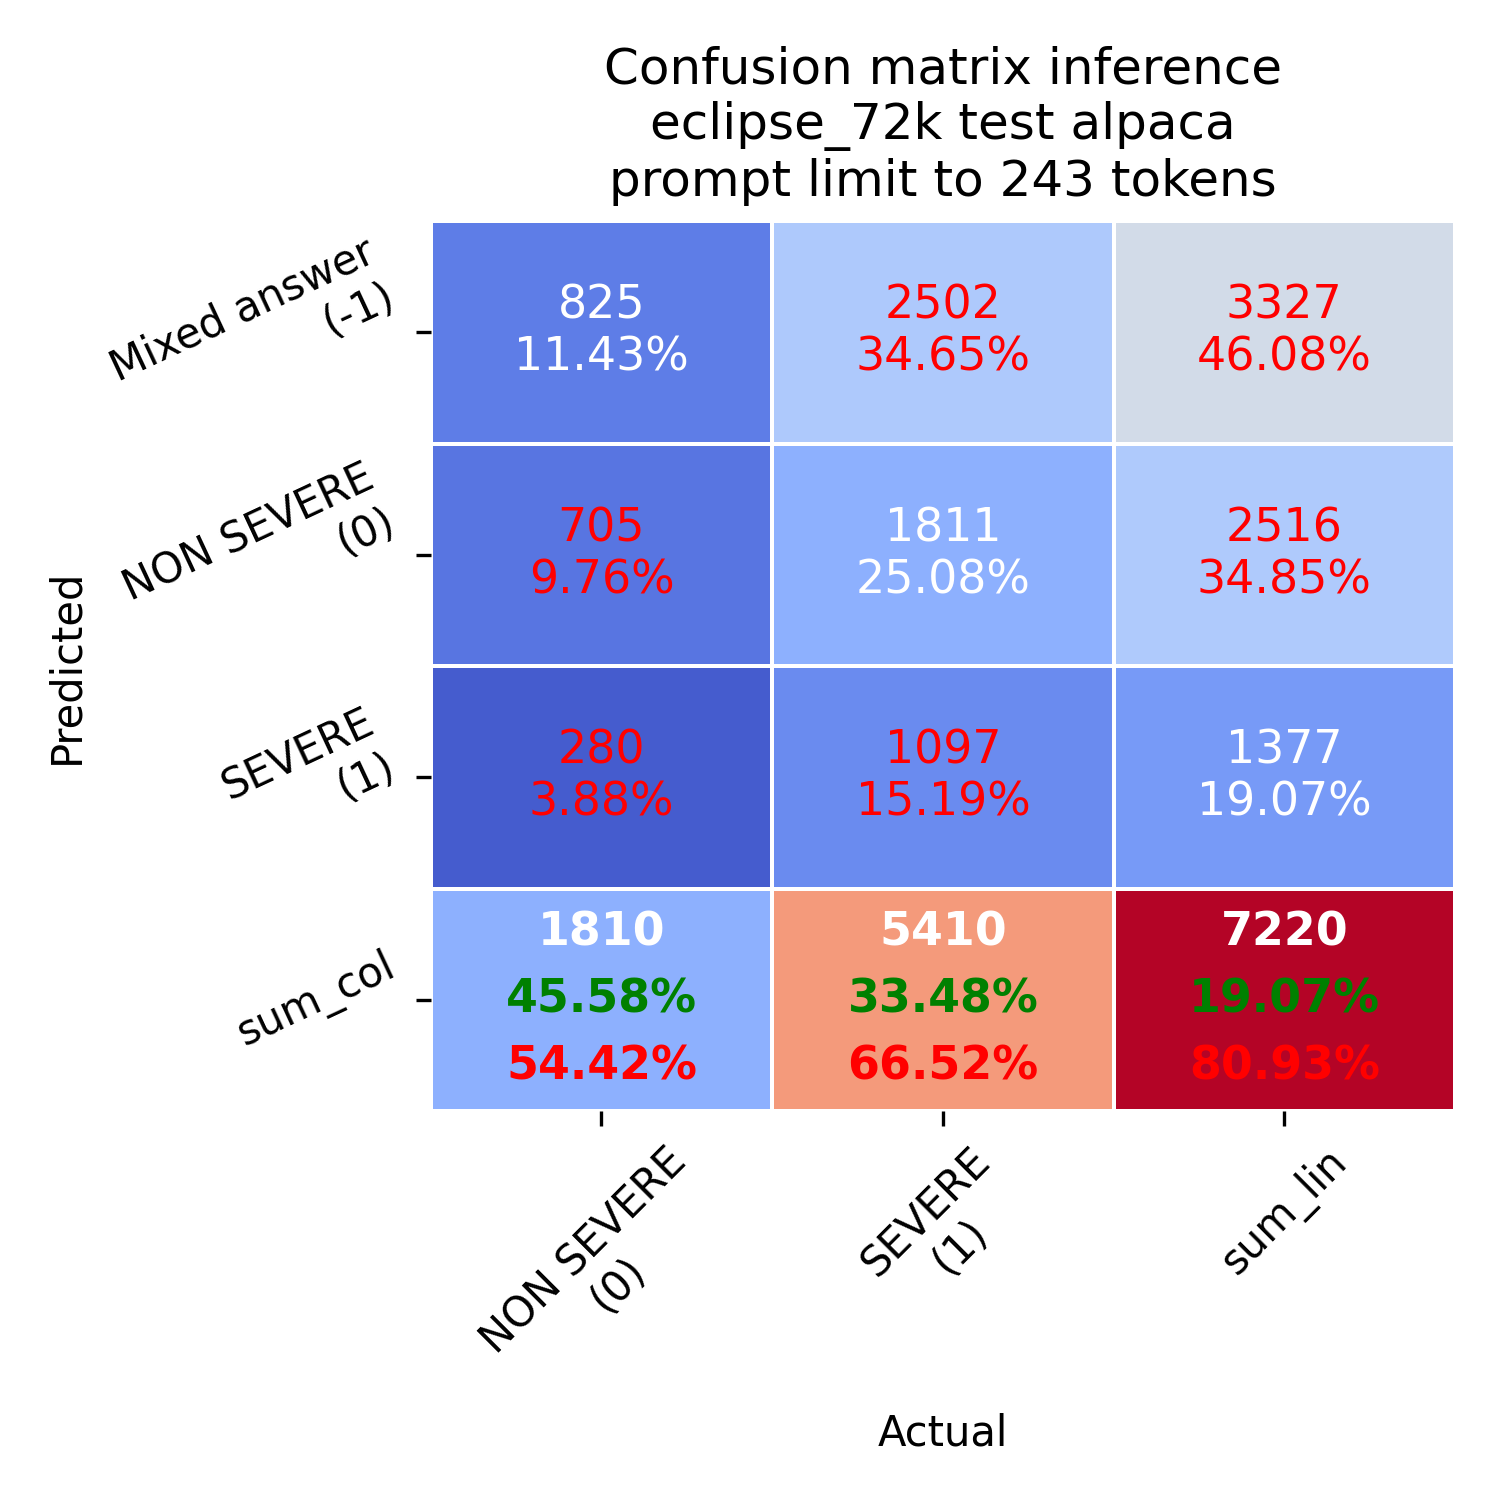 Confusion matrix inference
eclipse_72k test alpaca
prompt limit to 243 tokens
Predicted
Mixed answer
(-1)
825
11.43%
2502
34.65%
3327
46.08%
NON SEVERE
(0)
705
9.76%
1811
25.08%
2516
34.85%
SEVERE
(1)
280
3.88%
1097
15.19%
1377
19.07%
sum_col
1810
45.58%
54.42%
5410
33.48%
66.52%
7220
19.07%
80.93%
NON SEVERE
(0)
SEVERE
(1)
sum_lin
Actual